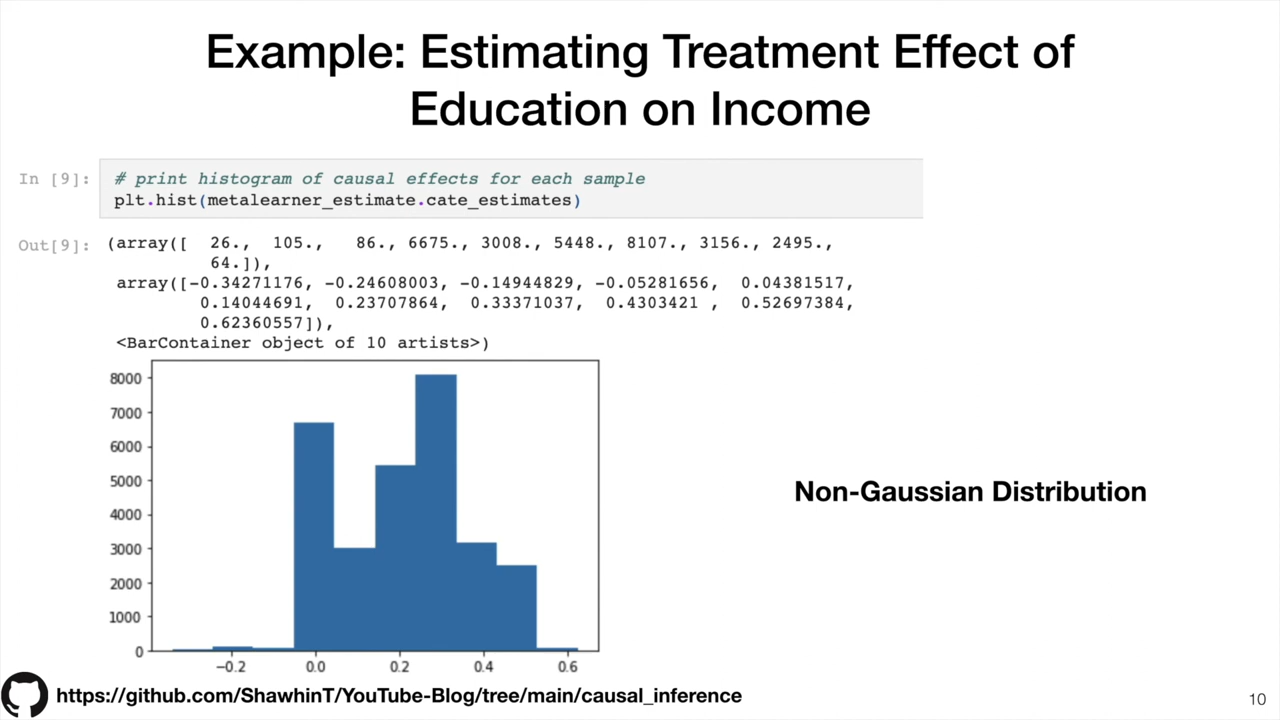 Example: Estimating Treatment Effect of
Education on Income
In [9]:
# print histogram of causal effects for each sample
plt.hist(metalearner_estimate.cate_estimates)
Out[9]:
(array([ 26., 105., 86., 6675., 3008., 5448., 8107., 3156., 2495.,
64.]),
array([-0.34271176, -0.24608003, -0.14944829, -0.05281656, 0.04381517,
0.14044691, 0.23707864, 0.33371037, 0.4303421 , 0.52697384,
0.62360557]),
<BarContainer object of 10 artists>)
8000
7000
6000
5000
4000
3000
2000
1000
0
−0.2 0.0 0.2 0.4 0.6
Non-Gaussian Distribution
https://github.com/ShawhinT/YouTube-Blog/tree/main/causal_inference
10